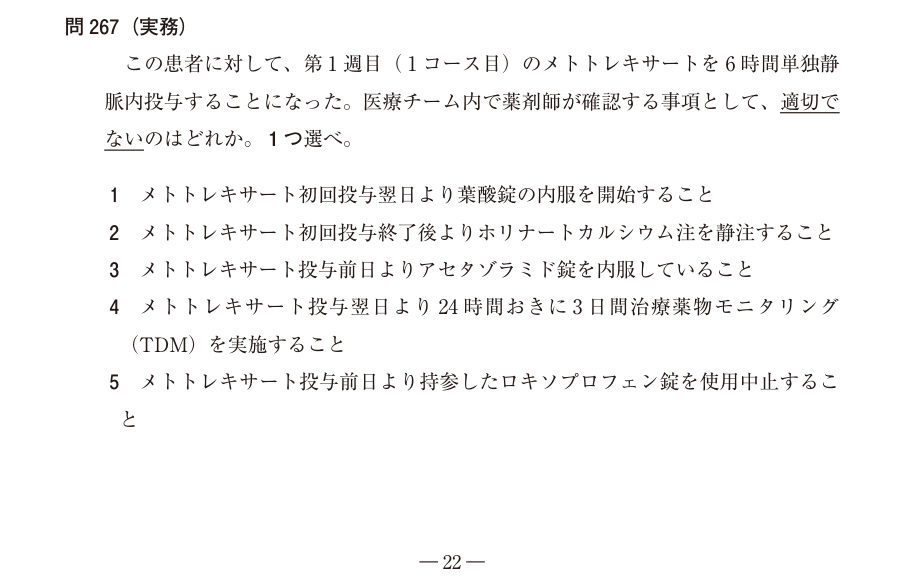 問 267（実務）
この患者に対して、第１週目（１コース目）のメトトレキサートを６時間単独静
脈内投与することになった。医療チーム内で薬剤師が確認する事項として、適切で
ないのはどれか。１つ選べ。
1 メトトレキサート初回投与翌日より葉酸錠の内服を開始すること
2 メトトレキサート初回投与終了後よりホリナートカルシウム注を静注すること
3 メトトレキサート投与前日よりアセタゾラミド錠を内服していること
4 メトトレキサート投与翌日より 24 時間おきに３日間治療薬物モニタリング
（TDM）を実施すること
5 メトトレキサート投与前日より持参したロキソプロフェン錠を使用中止するこ
と
― 22 ―